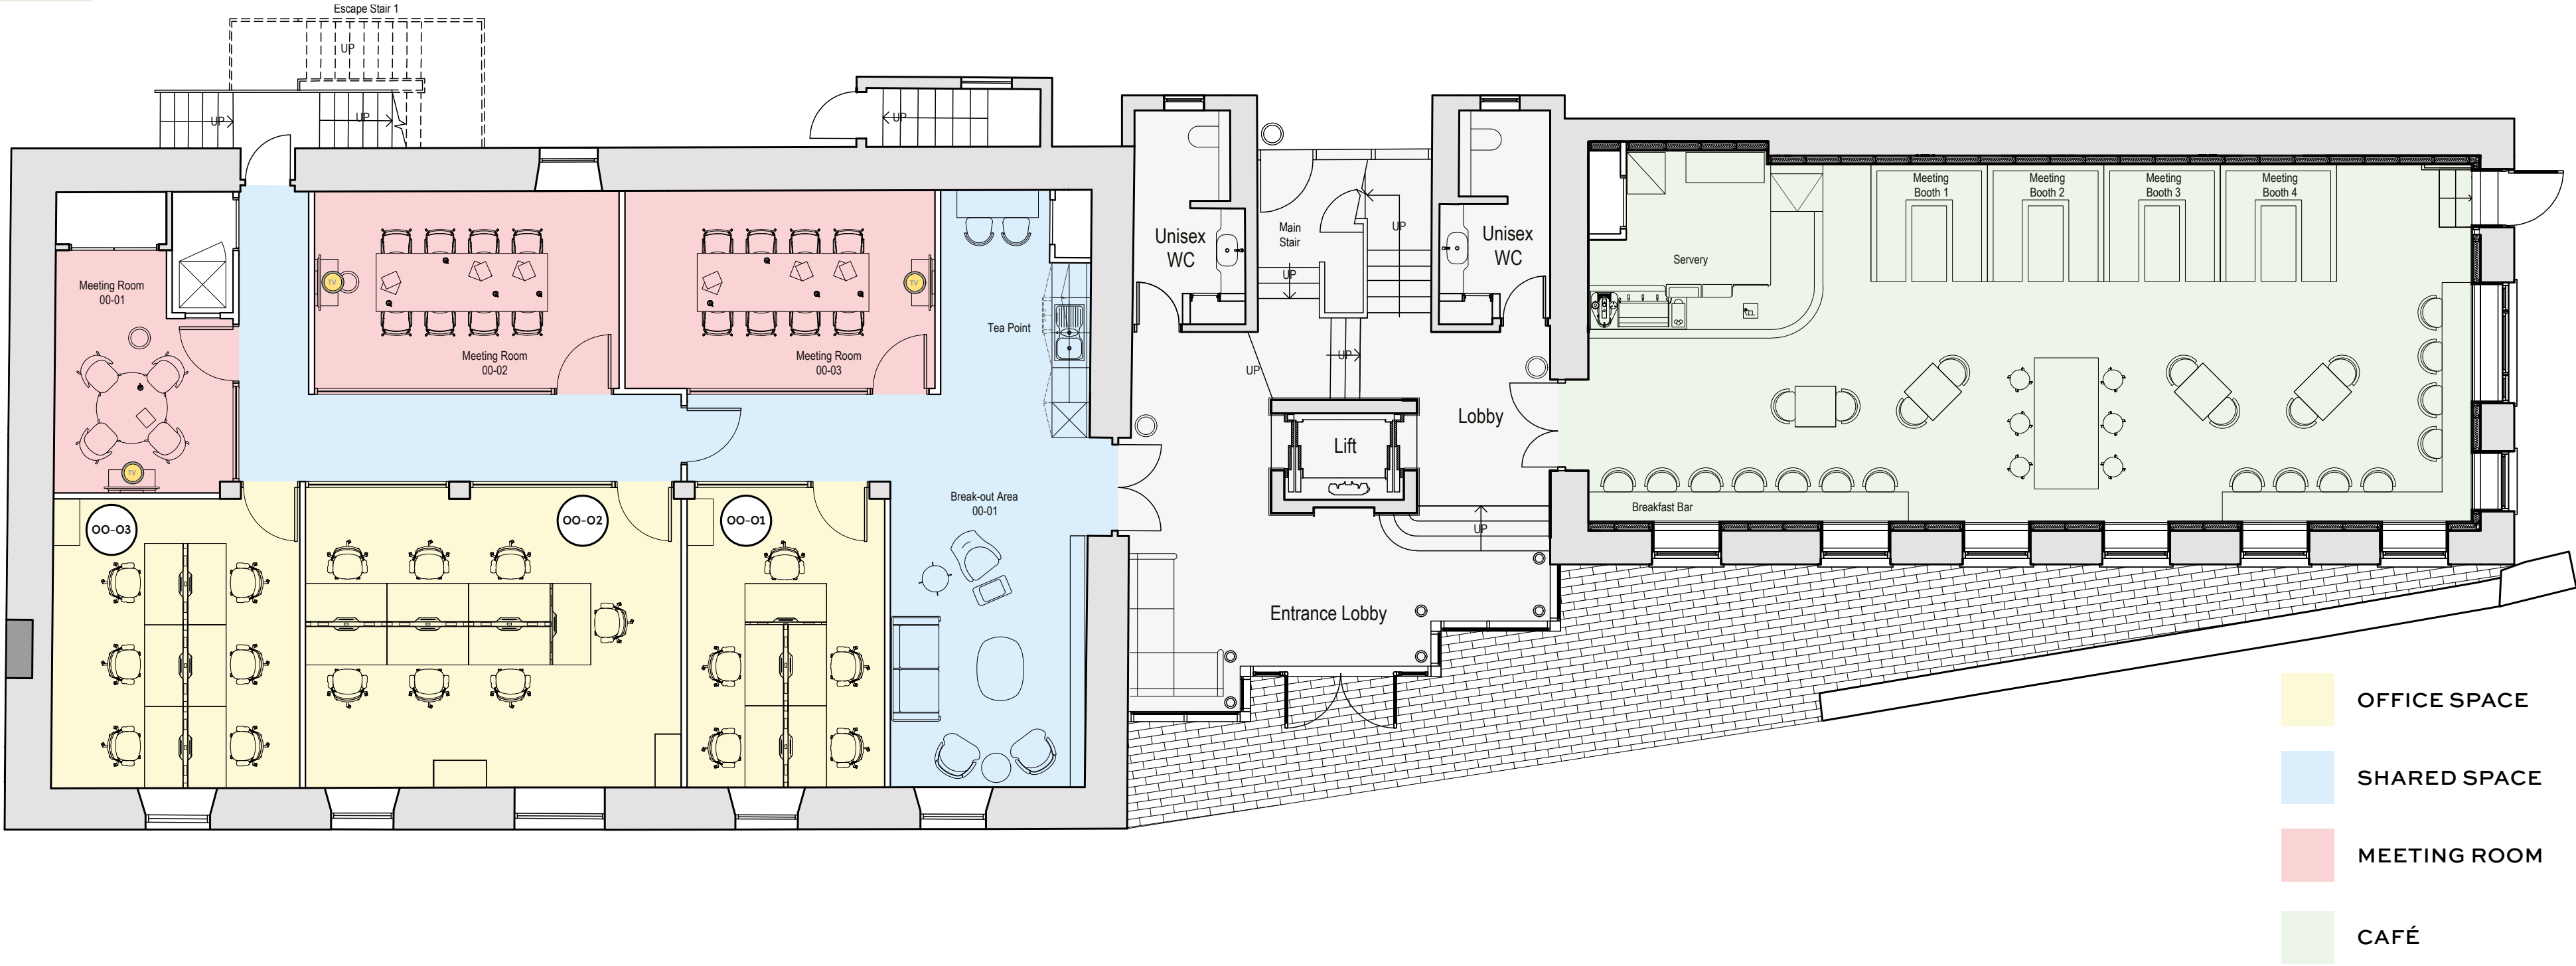 Escape Stair 1
UP
UP
UP
UP
Meeting Room
00-01
TV
TV
Meeting Room
00-02
TV
Meeting Room
00-03
Tea Point
Break-out Area
00-01
00-03
00-02
00-01
Unisex
WC
Main
Stair
UP
UP
UP
UP
Unisex
WC
Lobby
Lift
UP
Entrance Lobby
Servery
Meeting
Booth 1
Meeting
Booth 2
Meeting
Booth 3
Meeting
Booth 4
Breakfast Bar
OFFICE SPACE
SHARED SPACE
MEETING ROOM
CAFÉ